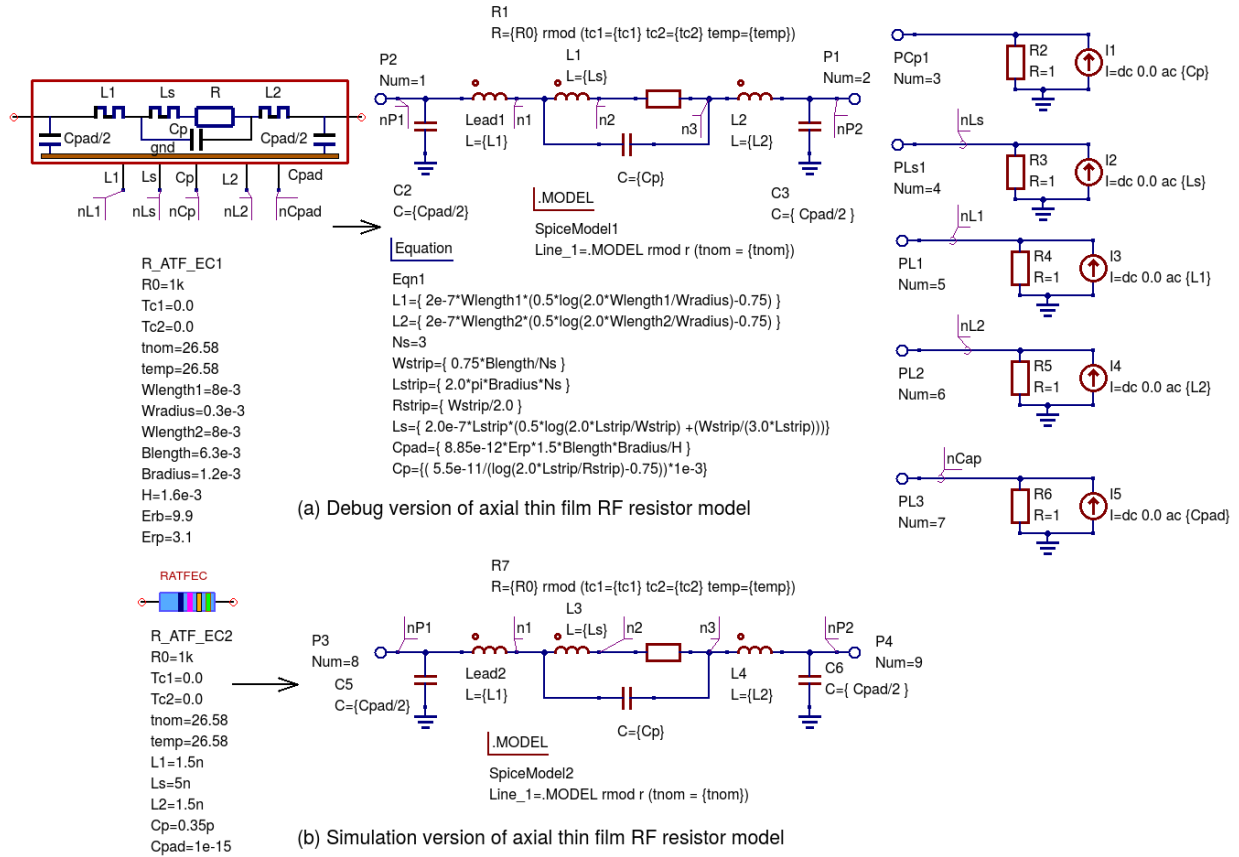 R1
R={R0} rmod (tc1={tc1} tc2={tc2} temp={temp})
P2
Num=1
L1
L={Ls}
P1
Num=2
nP1
Lead1
L={L1}
n1
n2
n3
L2
L={L2}
nP2
C={Cp}
C2
C={Cpad/2}
C3
C={ Cpad/2 }
.MODEL
SpiceModel1
Line_1=.MODEL rmod r (tnom = {tnom})
L1
Ls
R
L2
Cpad/2
Cp
Cpad/2
gnd
L1
Ls
Cp
L2
Cpad
nL1
nLs
nCp
nL2
nCpad
Equation
Eqn1
L1={ 2e-7*Wlength1*(0.5*log(2.0*Wlength1/Wradius)-0.75) }
L2={ 2e-7*Wlength2*(0.5*log(2.0*Wlength2/Wradius)-0.75) }
Ns=3
Wstrip={ 0.75*Blength/Ns }
Lstrip={ 2.0*pi*Bradius*Ns }
Rstrip={ Wstrip/2.0 }
Ls={ 2.0e-7*Lstrip*(0.5*log(2.0*Lstrip/Wstrip) +(Wstrip/(3.0*Lstrip)))}
Cpad={ 8.85e-12*Erp*1.5*Blength*Bradius/H }
Cp={( 5.5e-11/(log(2.0*Lstrip/Rstrip)-0.75))*1e-3}
R_ATF_EC1
R0=1k
Tc1=0.0
Tc2=0.0
tnom=26.58
temp=26.58
Wlength1=8e-3
Wradius=0.3e-3
Wlength2=8e-3
Blength=6.3e-3
Bradius=1.2e-3
H=1.6e-3
Erb=9.9
Erp=3.1
(a) Debug version of axial thin film RF resistor model
PCp1
Num=3
R2
R=1
I1
I=dc 0.0 ac {Cp}
nLs
PLs1
Num=4
R3
R=1
I2
I=dc 0.0 ac {Ls}
nL1
PL1
Num=5
R4
R=1
I3
I=dc 0.0 ac {L1}
nL2
PL2
Num=6
R5
R=1
I4
I=dc 0.0 ac {L2}
nCap
PL3
Num=7
R6
R=1
I5
I=dc 0.0 ac {Cpad}
RATFEC
R_ATF_EC2
R0=1k
Tc1=0.0
Tc2=0.0
tnom=26.58
temp=26.58
L1=1.5n
Ls=5n
L2=1.5n
Cp=0.35p
Cpad=1e-15
R7
R={R0} rmod (tc1={tc1} tc2={tc2} temp={temp})
P3
Num=8
nP1
n1
L3
L={Ls}
n2
n3
nP2
P4
Num=9
C5
C={Cpad/2}
Lead2
L={L1}
L4
L={L2}
C6
C={ Cpad/2 }
C={Cp}
.MODEL
SpiceModel2
Line_1=.MODEL rmod r (tnom = {tnom})
(b) Simulation version of axial thin film RF resistor model